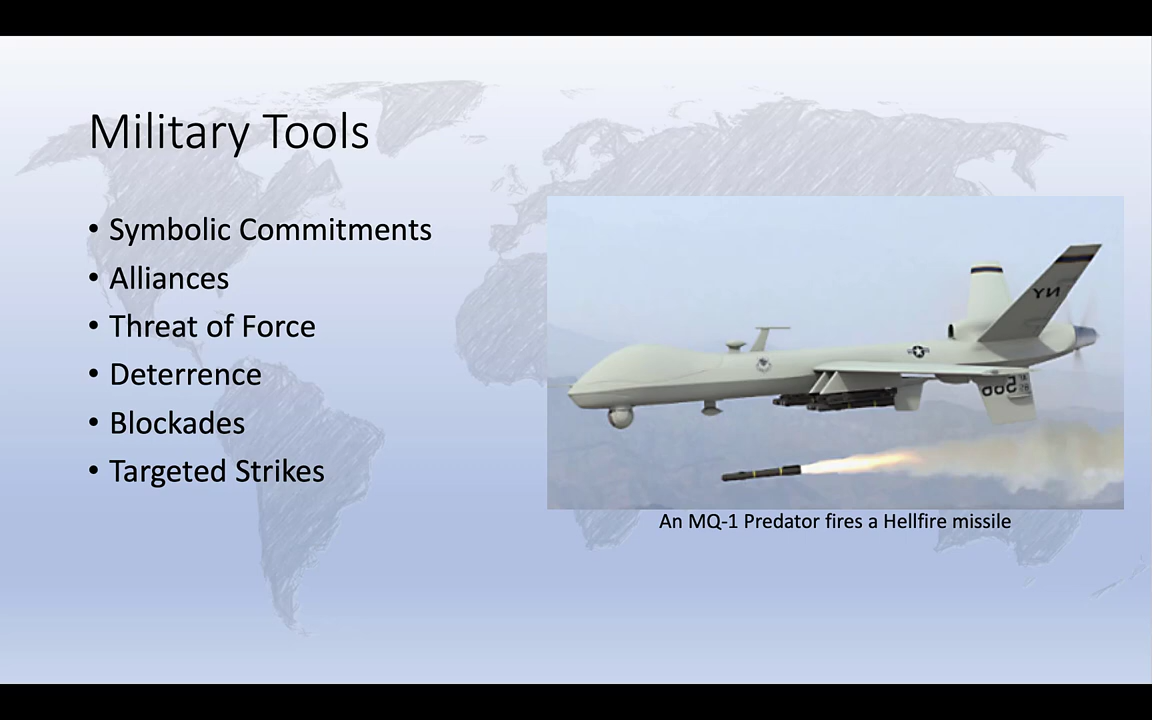 Military Tools
• Symbolic Commitments
• Alliances
• Threat of Force
• Deterrence
• Blockades
• Targeted Strikes
An MQ-1 Predator fires a Hellfire missile